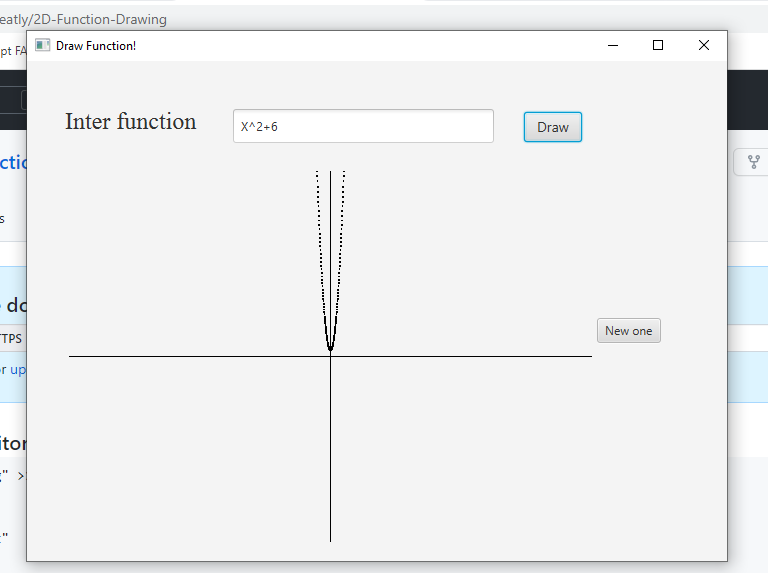 eatly/2D-Function-Drawing
pt FA
Draw Function!
Inter function
X^2+6
Draw
ctio
s
do
TPS
New one
or up
itor
" >
"